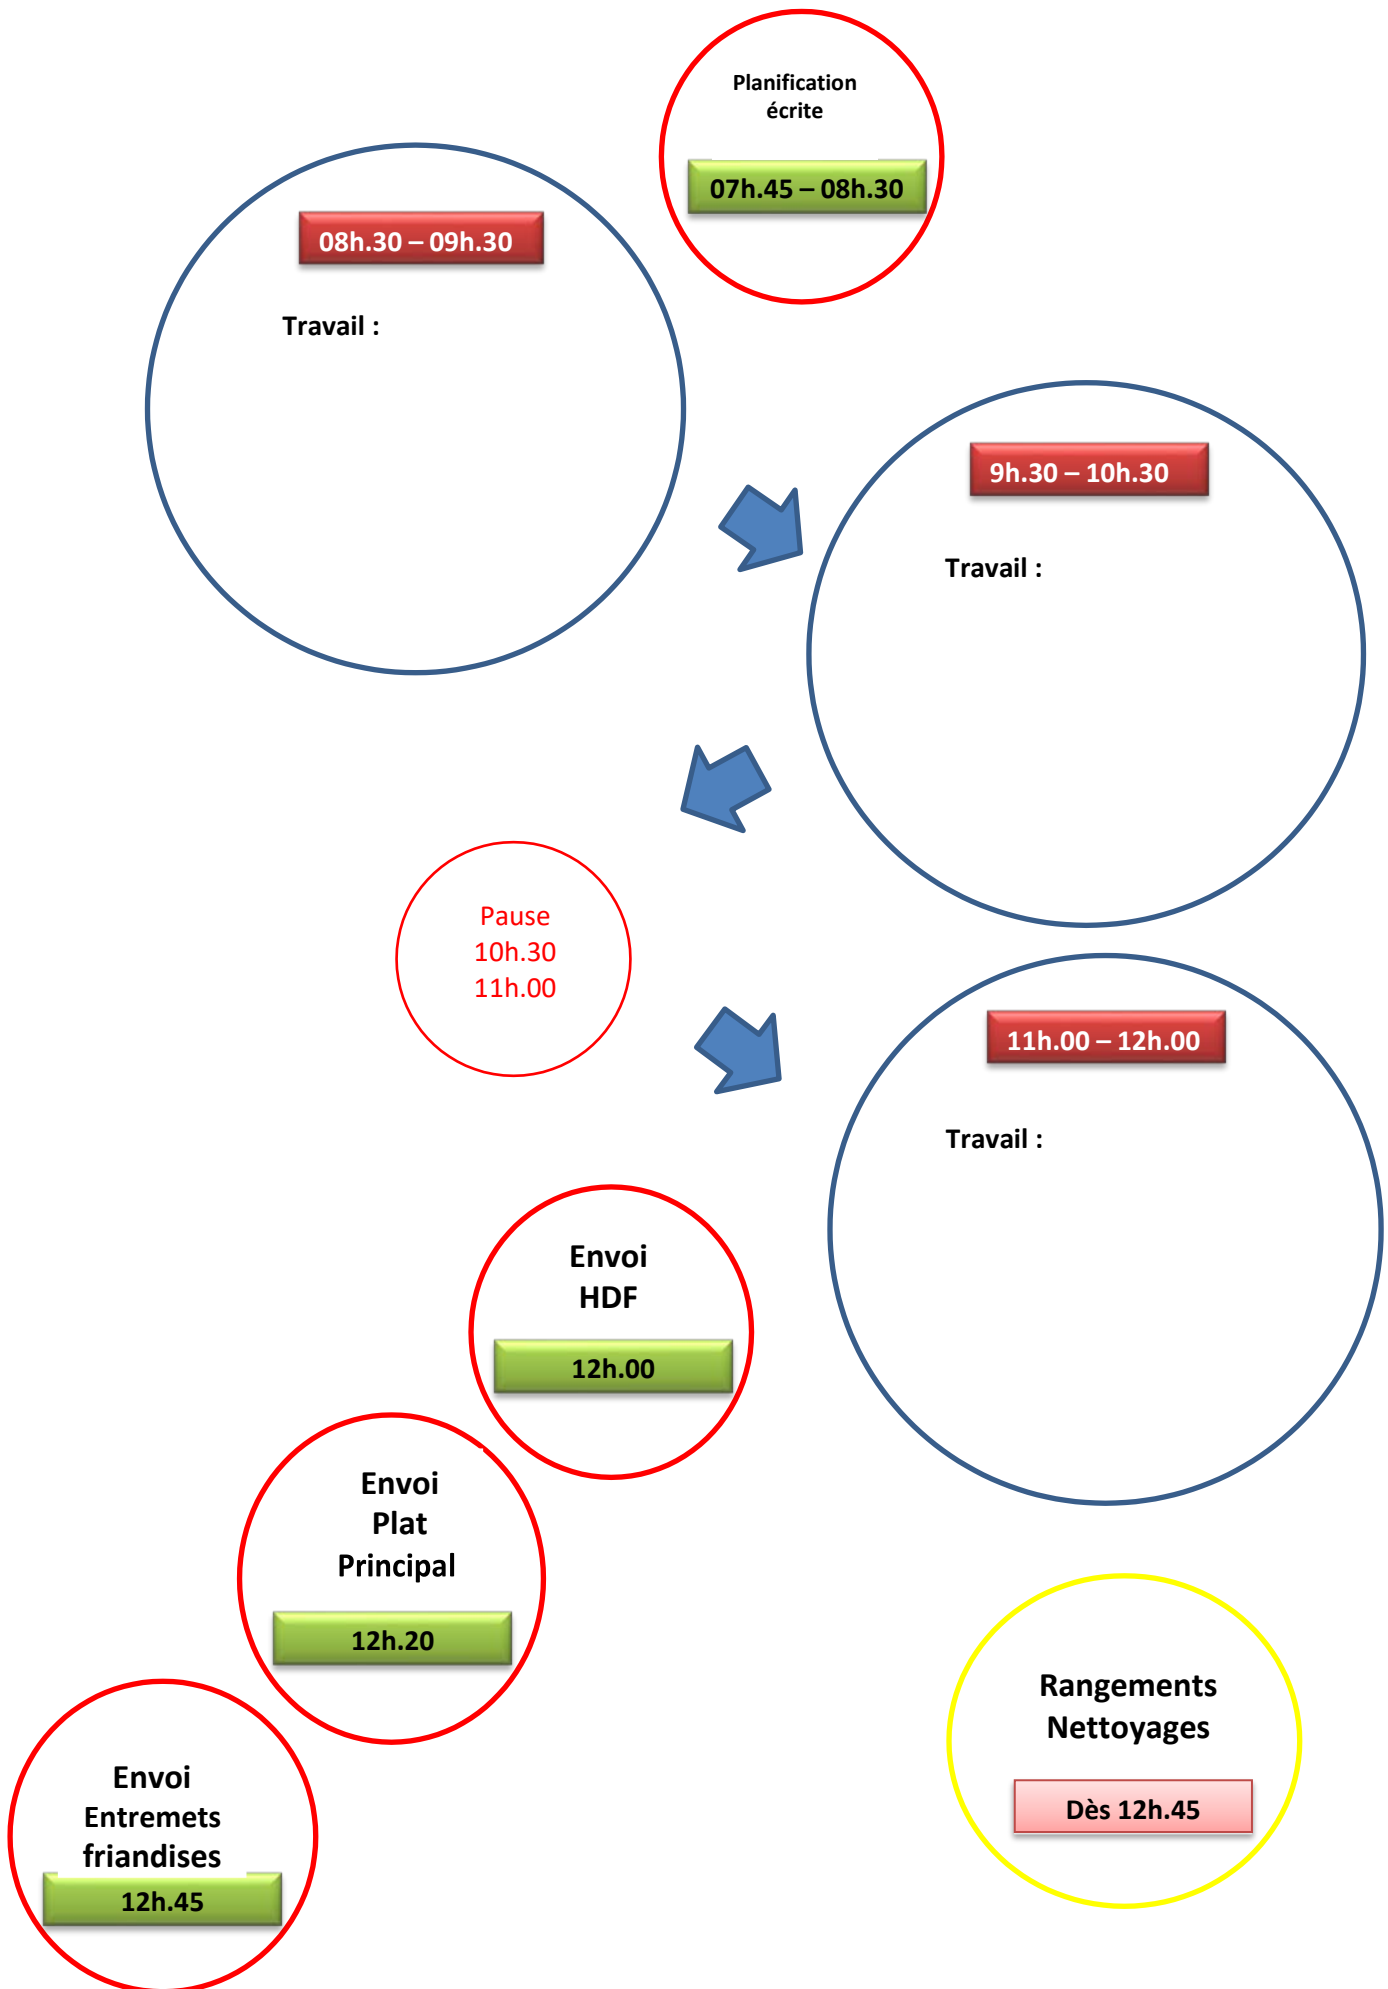 Planification
écrite
07h.45 – 08h.30
08h.30 – 09h.30
Travail :
9h.30 – 10h.30
Travail :
Pause
10h.30
11h.00
11h.00 – 12h.00
Travail :
Envoi
HDF
12h.00
Envoi
Plat
Principal
12h.20
Envoi
Entremets
friandises
12h.45
Rangements
Nettoyages
Dès 12h.45